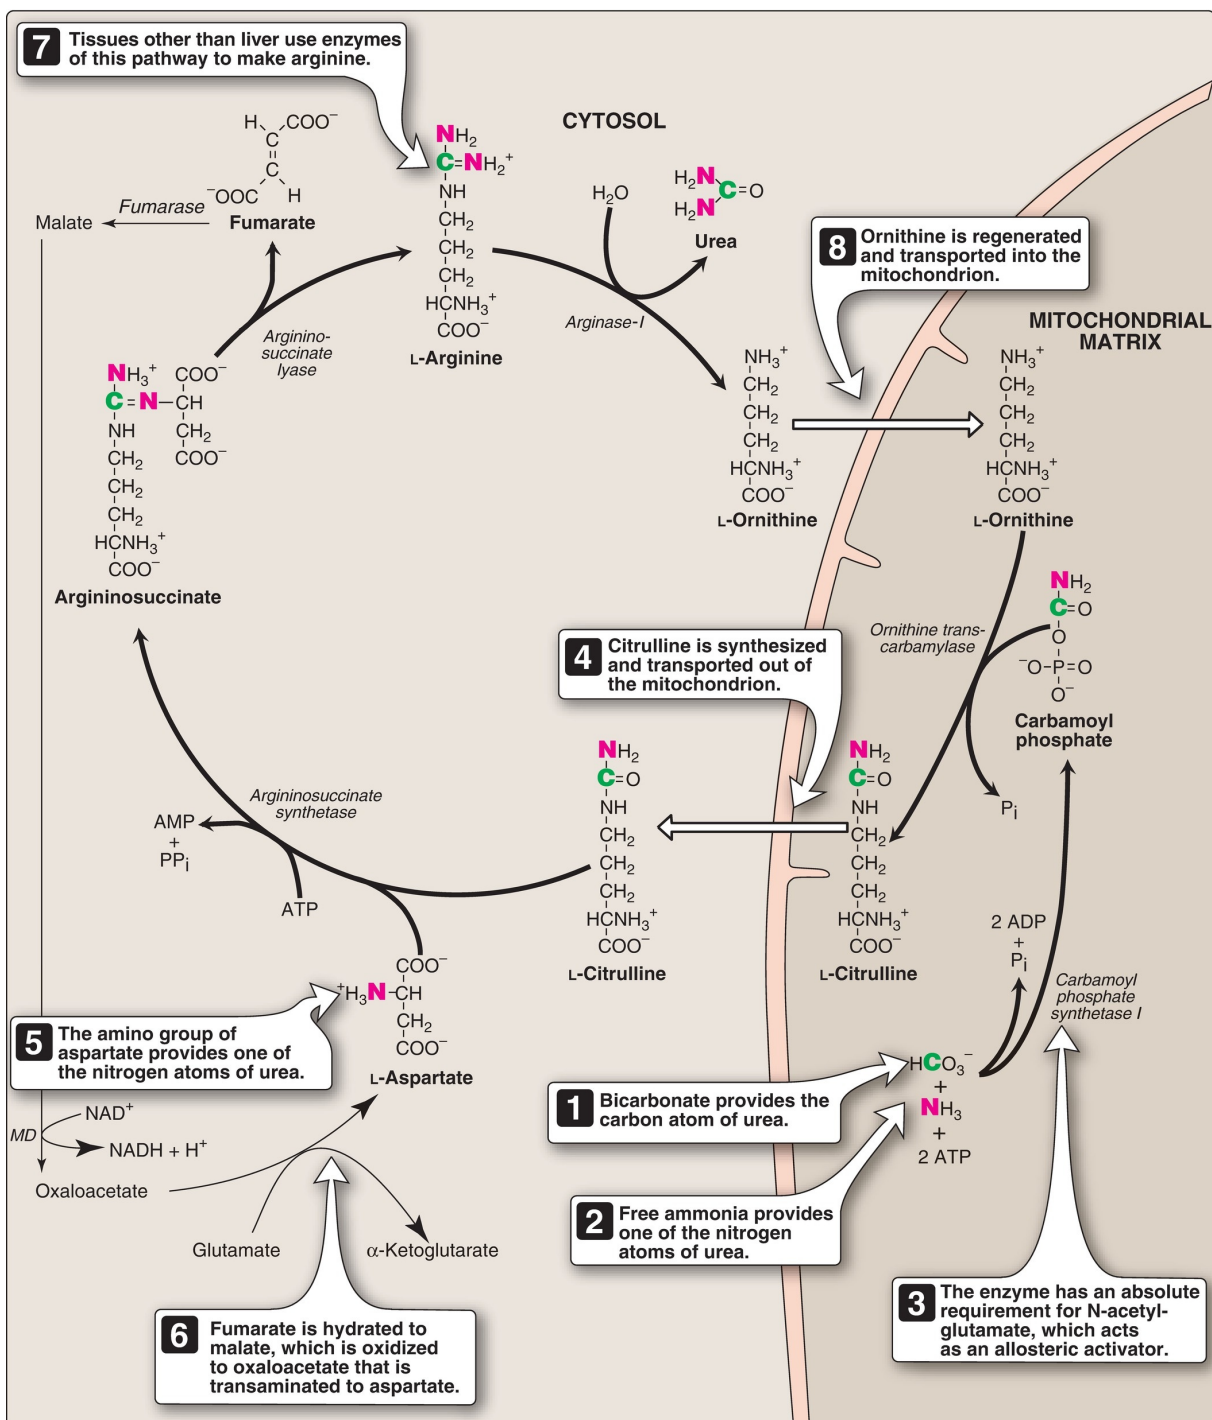 7 Tissues other than liver use enzymes
of this pathway to make arginine.
CYTOSOL
H COO⁻
C
C
⁻OOC H
Fumarate
Fumarase
Malate
NH₂
C=NH₂⁺
NH
CH₂
CH₂
CH₂
HCNH₃⁺
COO⁻
L-Arginine
H₂O
H₂N
C=O
H₂N
Urea
Arginase-I
8 Ornithine is regenerated
and transported into the
mitochondrion.
MITOCHONDRIAL
MATRIX
Arginino-
succinate
lyase
NH₃⁺ COO⁻
C=N–CH
NH CH₂
CH₂ COO⁻
CH₂
CH₂
HCNH₃⁺
COO⁻
Argininosuccinate
NH₃⁺
CH₂
CH₂
CH₂
HCNH₃⁺
COO⁻
L-Ornithine
NH₃⁺
CH₂
CH₂
CH₂
HCNH₃⁺
COO⁻
L-Ornithine
NH₂
C=O
O
⁻O–P=O
O⁻
Carbamoyl
phosphate
Ornithine trans-
carbamylase
4 Citrulline is synthesized
and transported out of
the mitochondrion.
Pᵢ
NH₂
C=O
NH
CH₂
CH₂
CH₂
HCNH₃⁺
COO⁻
L-Citrulline
NH₂
C=O
NH
CH₂
CH₂
CH₂
HCNH₃⁺
COO⁻
L-Citrulline
Argininosuccinate
synthetase
AMP
+
PPᵢ
ATP
2 ADP
+
Pᵢ
Carbamoyl
phosphate
synthetase I
COO⁻
⁺H₃N–CH
CH₂
COO⁻
L-Aspartate
5 The amino group of
aspartate provides one of
the nitrogen atoms of urea.
HCO₃⁻
+
NH₃
+
2 ATP
1 Bicarbonate provides the
carbon atom of urea.
2 Free ammonia provides
one of the nitrogen
atoms of urea.
3 The enzyme has an absolute
requirement for N-acetyl-
glutamate, which acts
as an allosteric activator.
NAD⁺
MD
NADH + H⁺
Oxaloacetate
Glutamate
α-Ketoglutarate
6 Fumarate is hydrated to
malate, which is oxidized
to oxaloacetate that is
transaminated to aspartate.